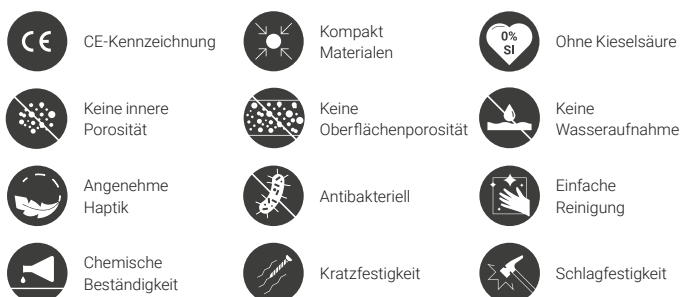 CE CE-Kennzeichnung
Kompakt
Materialen
0%
SI
Ohne Kieselsäure
Keine innere
Porosität
Keine
Oberflächenporosität
Keine
Wasseraufnahme
Angenehme
Haptik
Antibakteriell
Einfache
Reinigung
Chemische
Beständigkeit
Kratzfestigkeit
Schlagfestigkeit